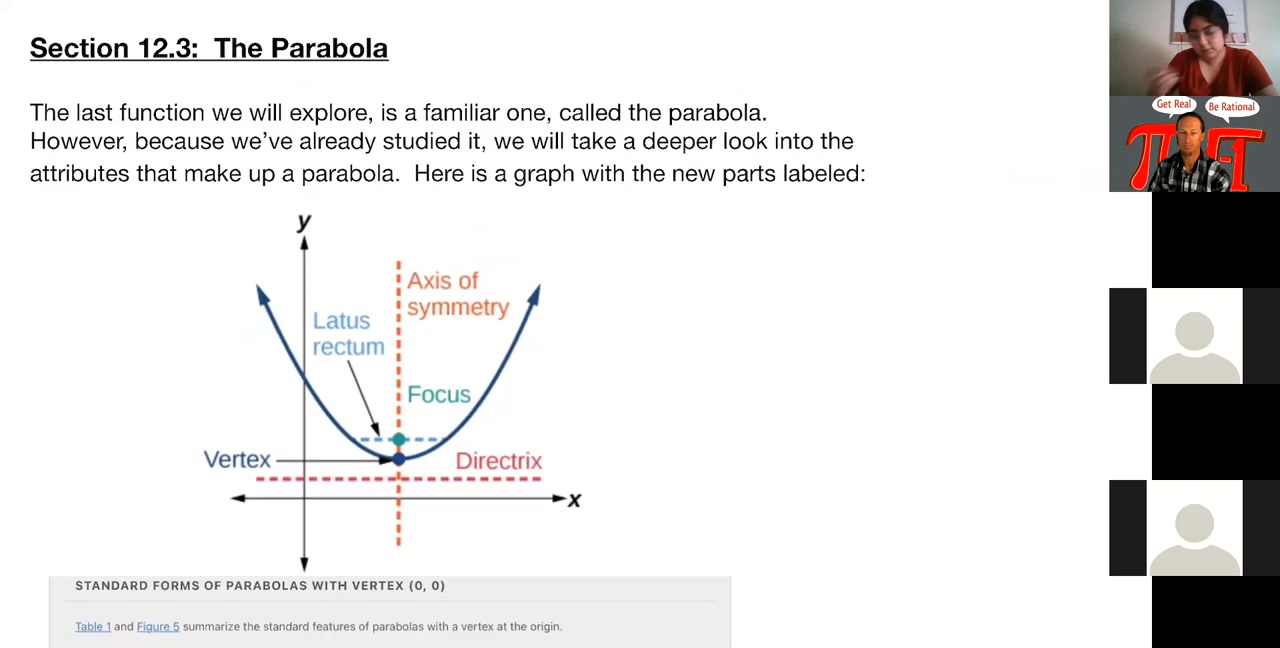 Section 12.3: The Parabola
The last function we will explore, is a familiar one, called the parabola.
However, because we've already studied it, we will take a deeper look into the
attributes that make up a parabola. Here is a graph with the new parts labeled:
y
Axis of
symmetry
Latus
rectum
Focus
Vertex
Directrix
x
STANDARD FORMS OF PARABOLAS WITH VERTEX (0, 0)
Table 1 and Figure 5 summarize the standard features of parabolas with a vertex at the origin.
Get Real
Be Rational